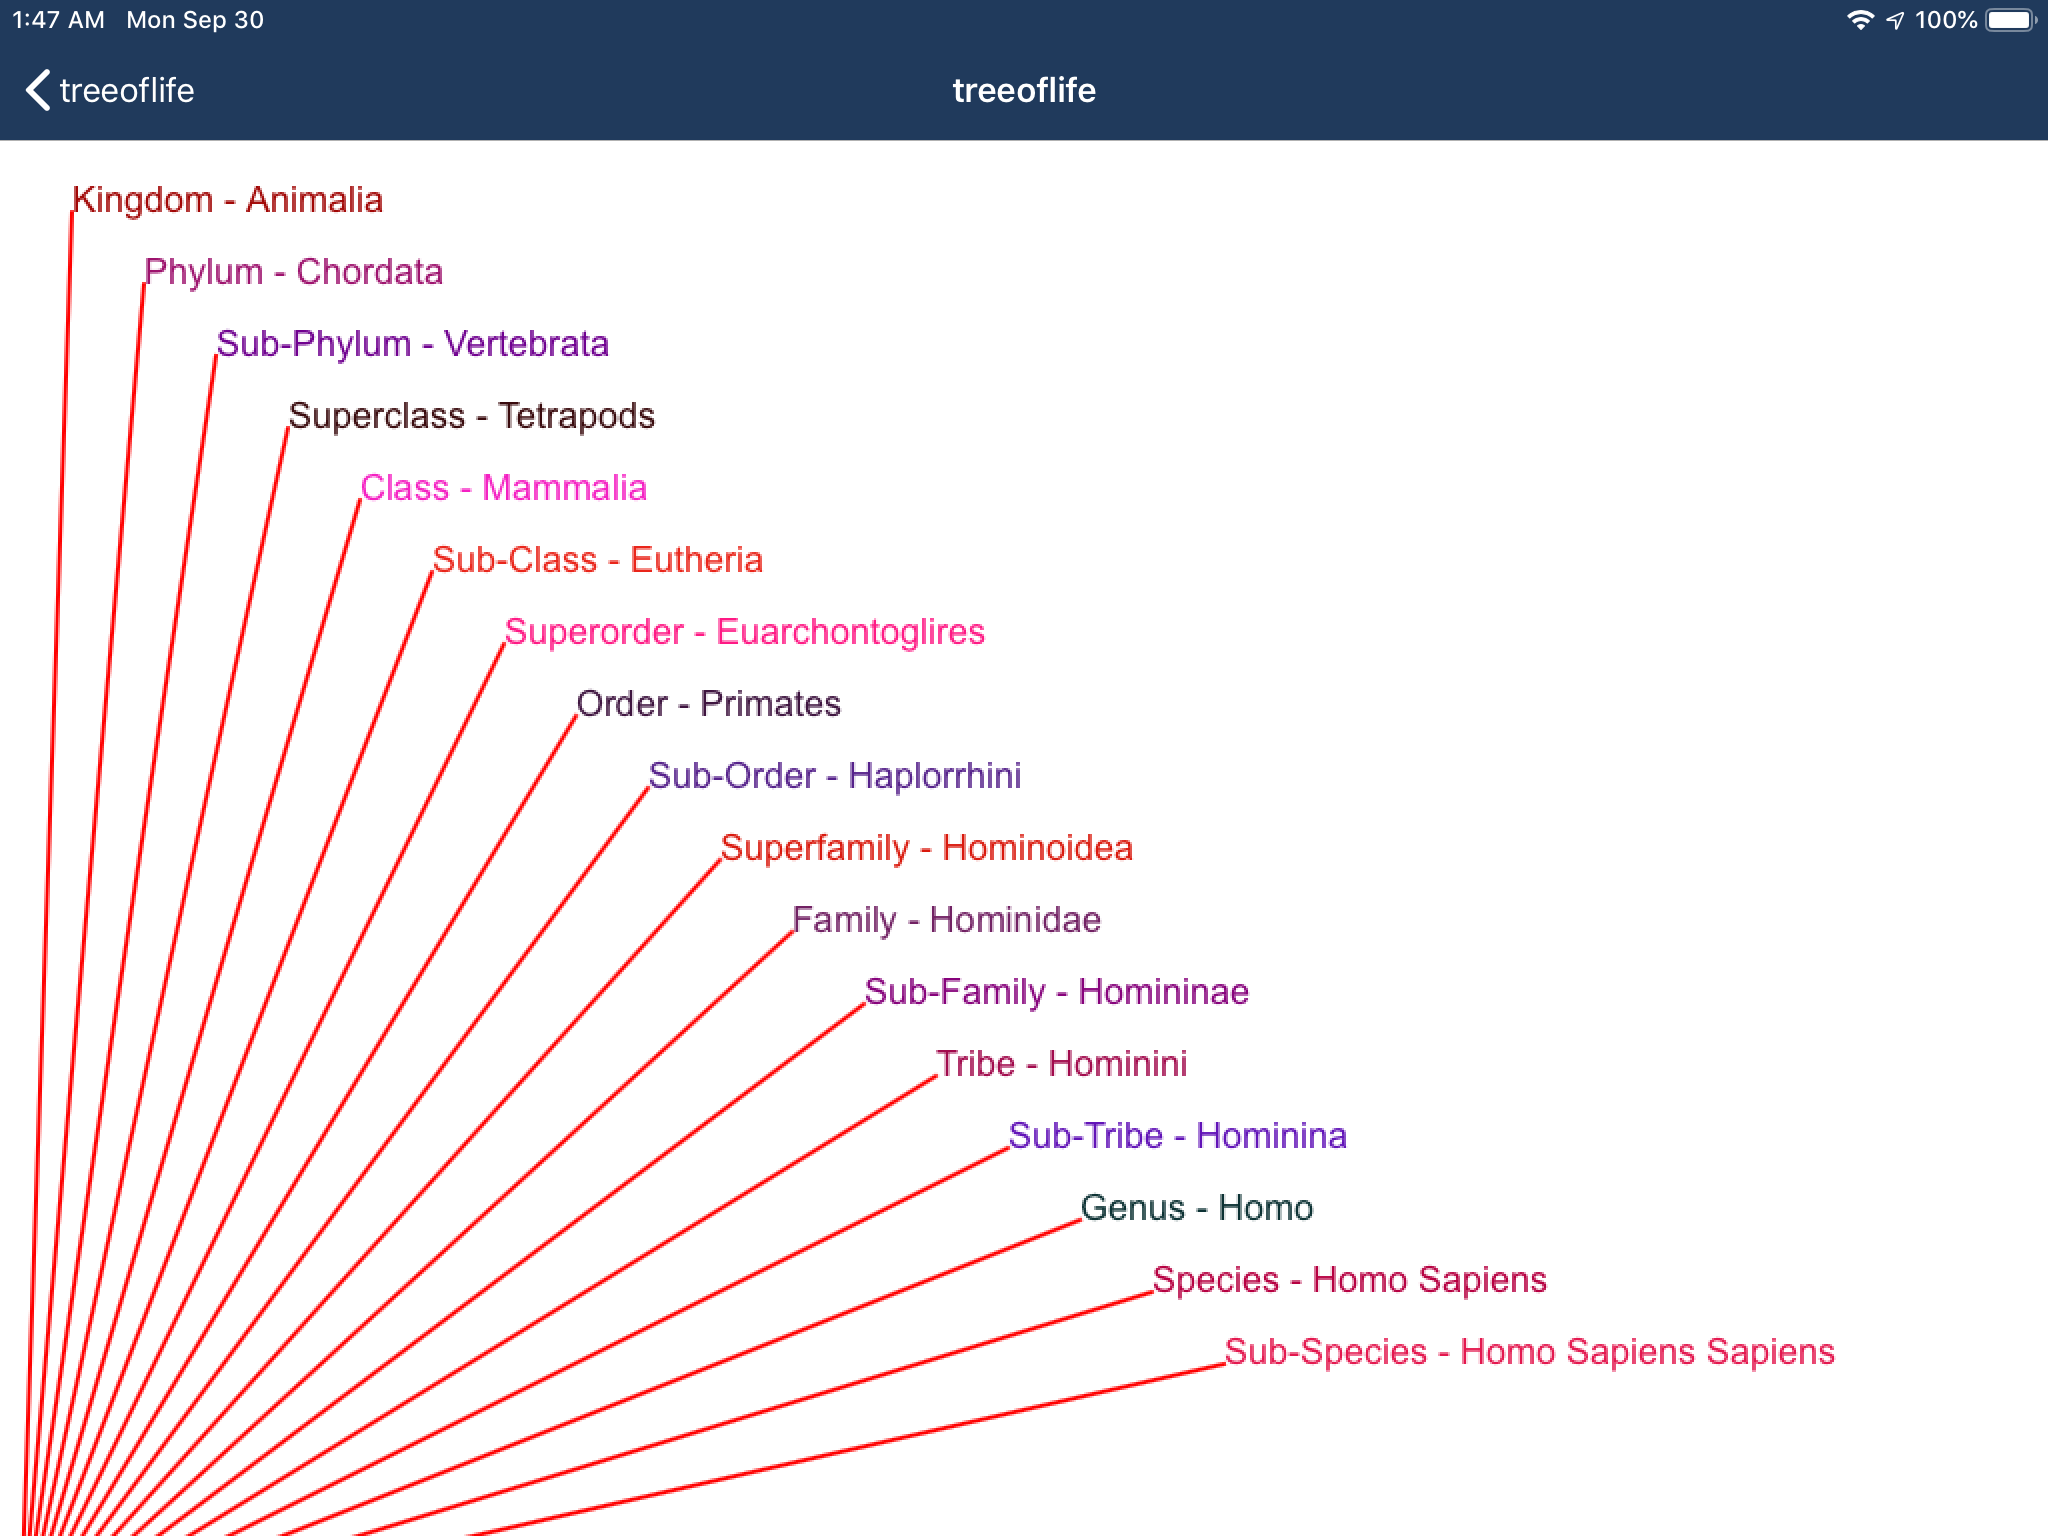 1:47 AM Mon Sep 30 100%
treeoflife treeoflife
Kingdom - Animalia
Phylum - Chordata
Sub-Phylum - Vertebrata
Superclass - Tetrapods
Class - Mammalia
Sub-Class - Eutheria
Superorder - Euarchontoglires
Order - Primates
Sub-Order - Haplorrhini
Superfamily - Hominoidea
Family - Hominidae
Sub-Family - Homininae
Tribe - Hominini
Sub-Tribe - Hominina
Genus - Homo
Species - Homo Sapiens
Sub-Species - Homo Sapiens Sapiens